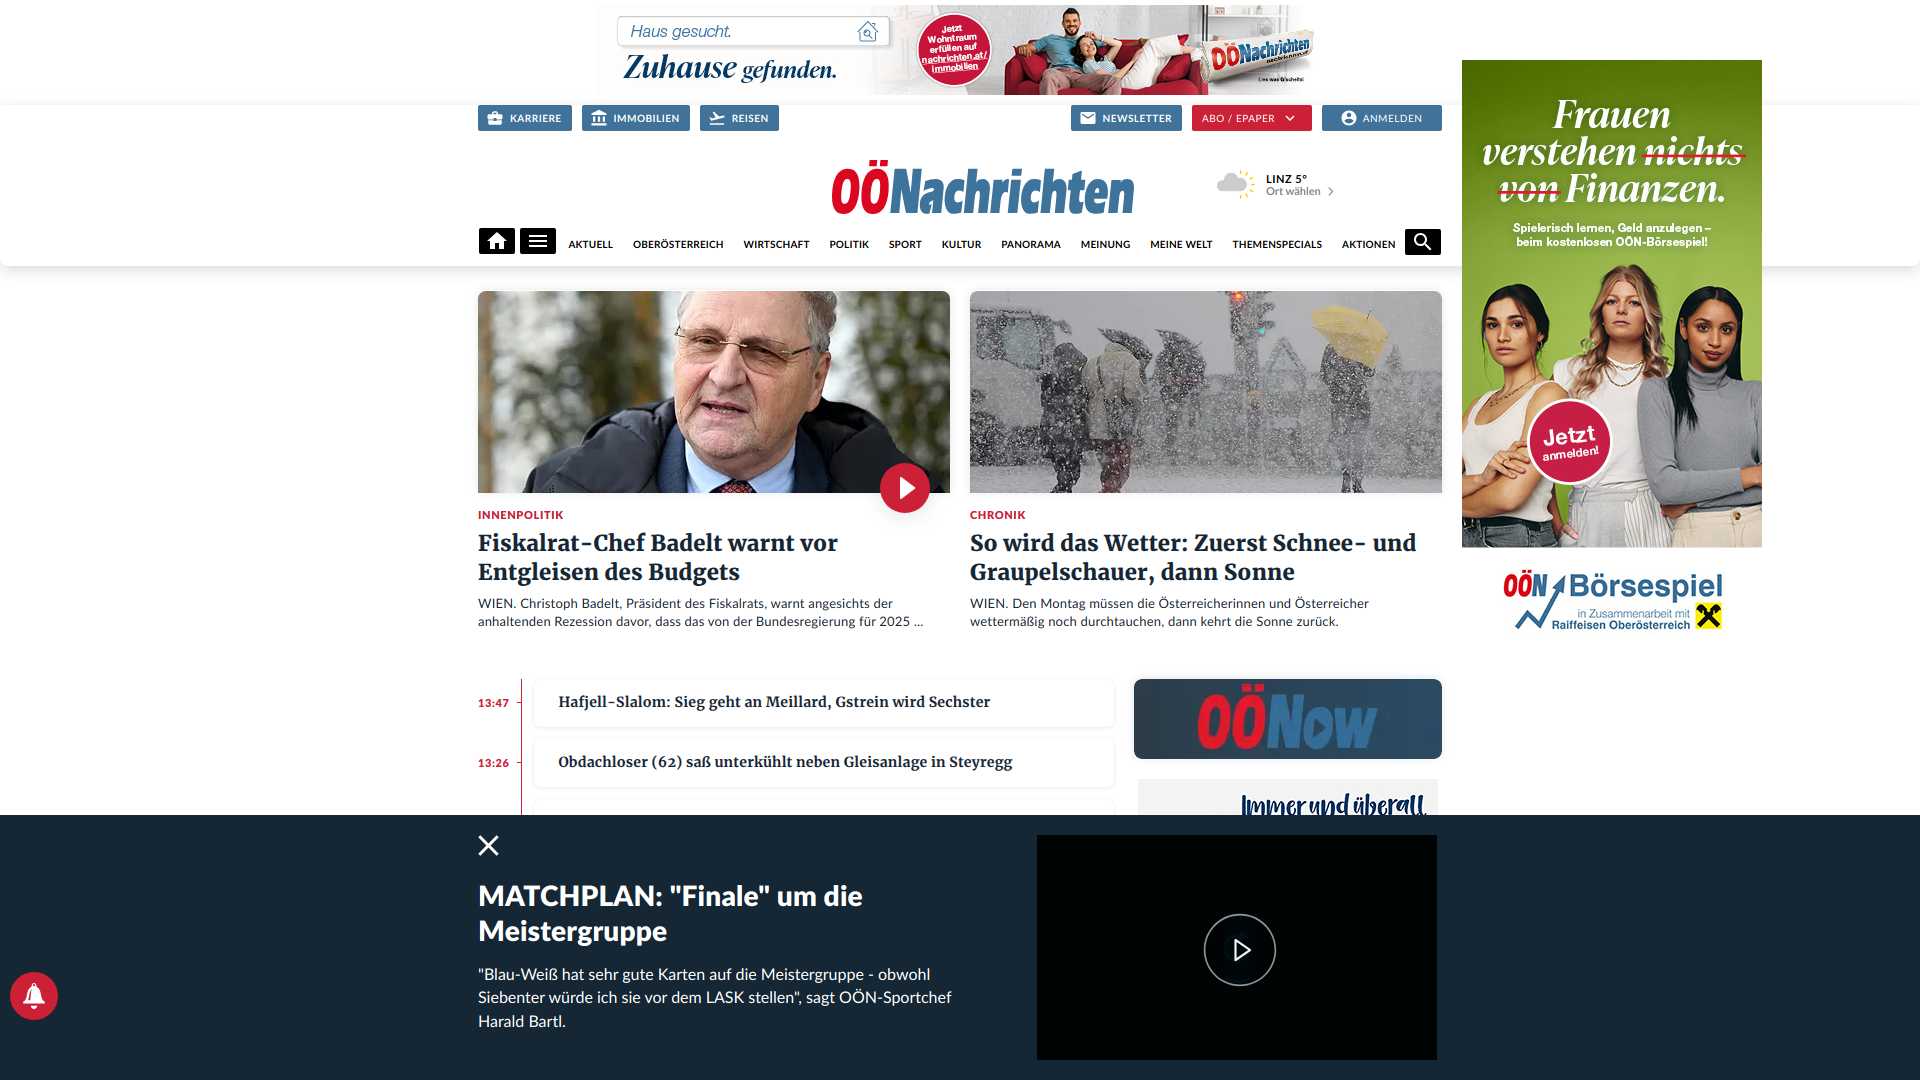 Haus gesucht.
Zuhause gefunden.
Jetzt
Wohntraum
erfüllen auf
nachrichten.at/
immobilien
OÖNachrichten
Lies was G'scheits!
KARRIERE
IMMOBILIEN
REISEN
NEWSLETTER
ABO / EPAPER
ANMELDEN
OÖNachrichten
LINZ 5°
Ort wählen
AKTUELL
OBERÖSTERREICH
WIRTSCHAFT
POLITIK
SPORT
KULTUR
PANORAMA
MEINUNG
MEINE WELT
THEMENSPECIALS
AKTIONEN
Frauen
verstehen nichts
von Finanzen.
Spielerisch lernen, Geld anzulegen –
beim kostenlosen OÖN-Börsespiel!
Jetzt
anmelden!
OÖN Börsespiel
in Zusammenarbeit mit
Raiffeisen Oberösterreich
INNENPOLITIK
Fiskalrat-Chef Badelt warnt vor
Entgleisen des Budgets
WIEN. Christoph Badelt, Präsident des Fiskalrats, warnt angesichts der
anhaltenden Rezession davor, dass das von der Bundesregierung für 2025 ...
CHRONIK
So wird das Wetter: Zuerst Schnee- und
Graupelschauer, dann Sonne
WIEN. Den Montag müssen die Österreicherinnen und Österreicher
wettermäßig noch durchtauchen, dann kehrt die Sonne zurück.
13:47
Hafjell-Slalom: Sieg geht an Meillard, Gstrein wird Sechster
13:26
Obdachloser (62) saß unterkühlt neben Gleisanlage in Steyregg
OÖNow
Immer und überall
MATCHPLAN: "Finale" um die
Meistergruppe
"Blau-Weiß hat sehr gute Karten auf die Meistergruppe - obwohl
Siebenter würde ich sie vor dem LASK stellen", sagt OÖN-Sportchef
Harald Bartl.